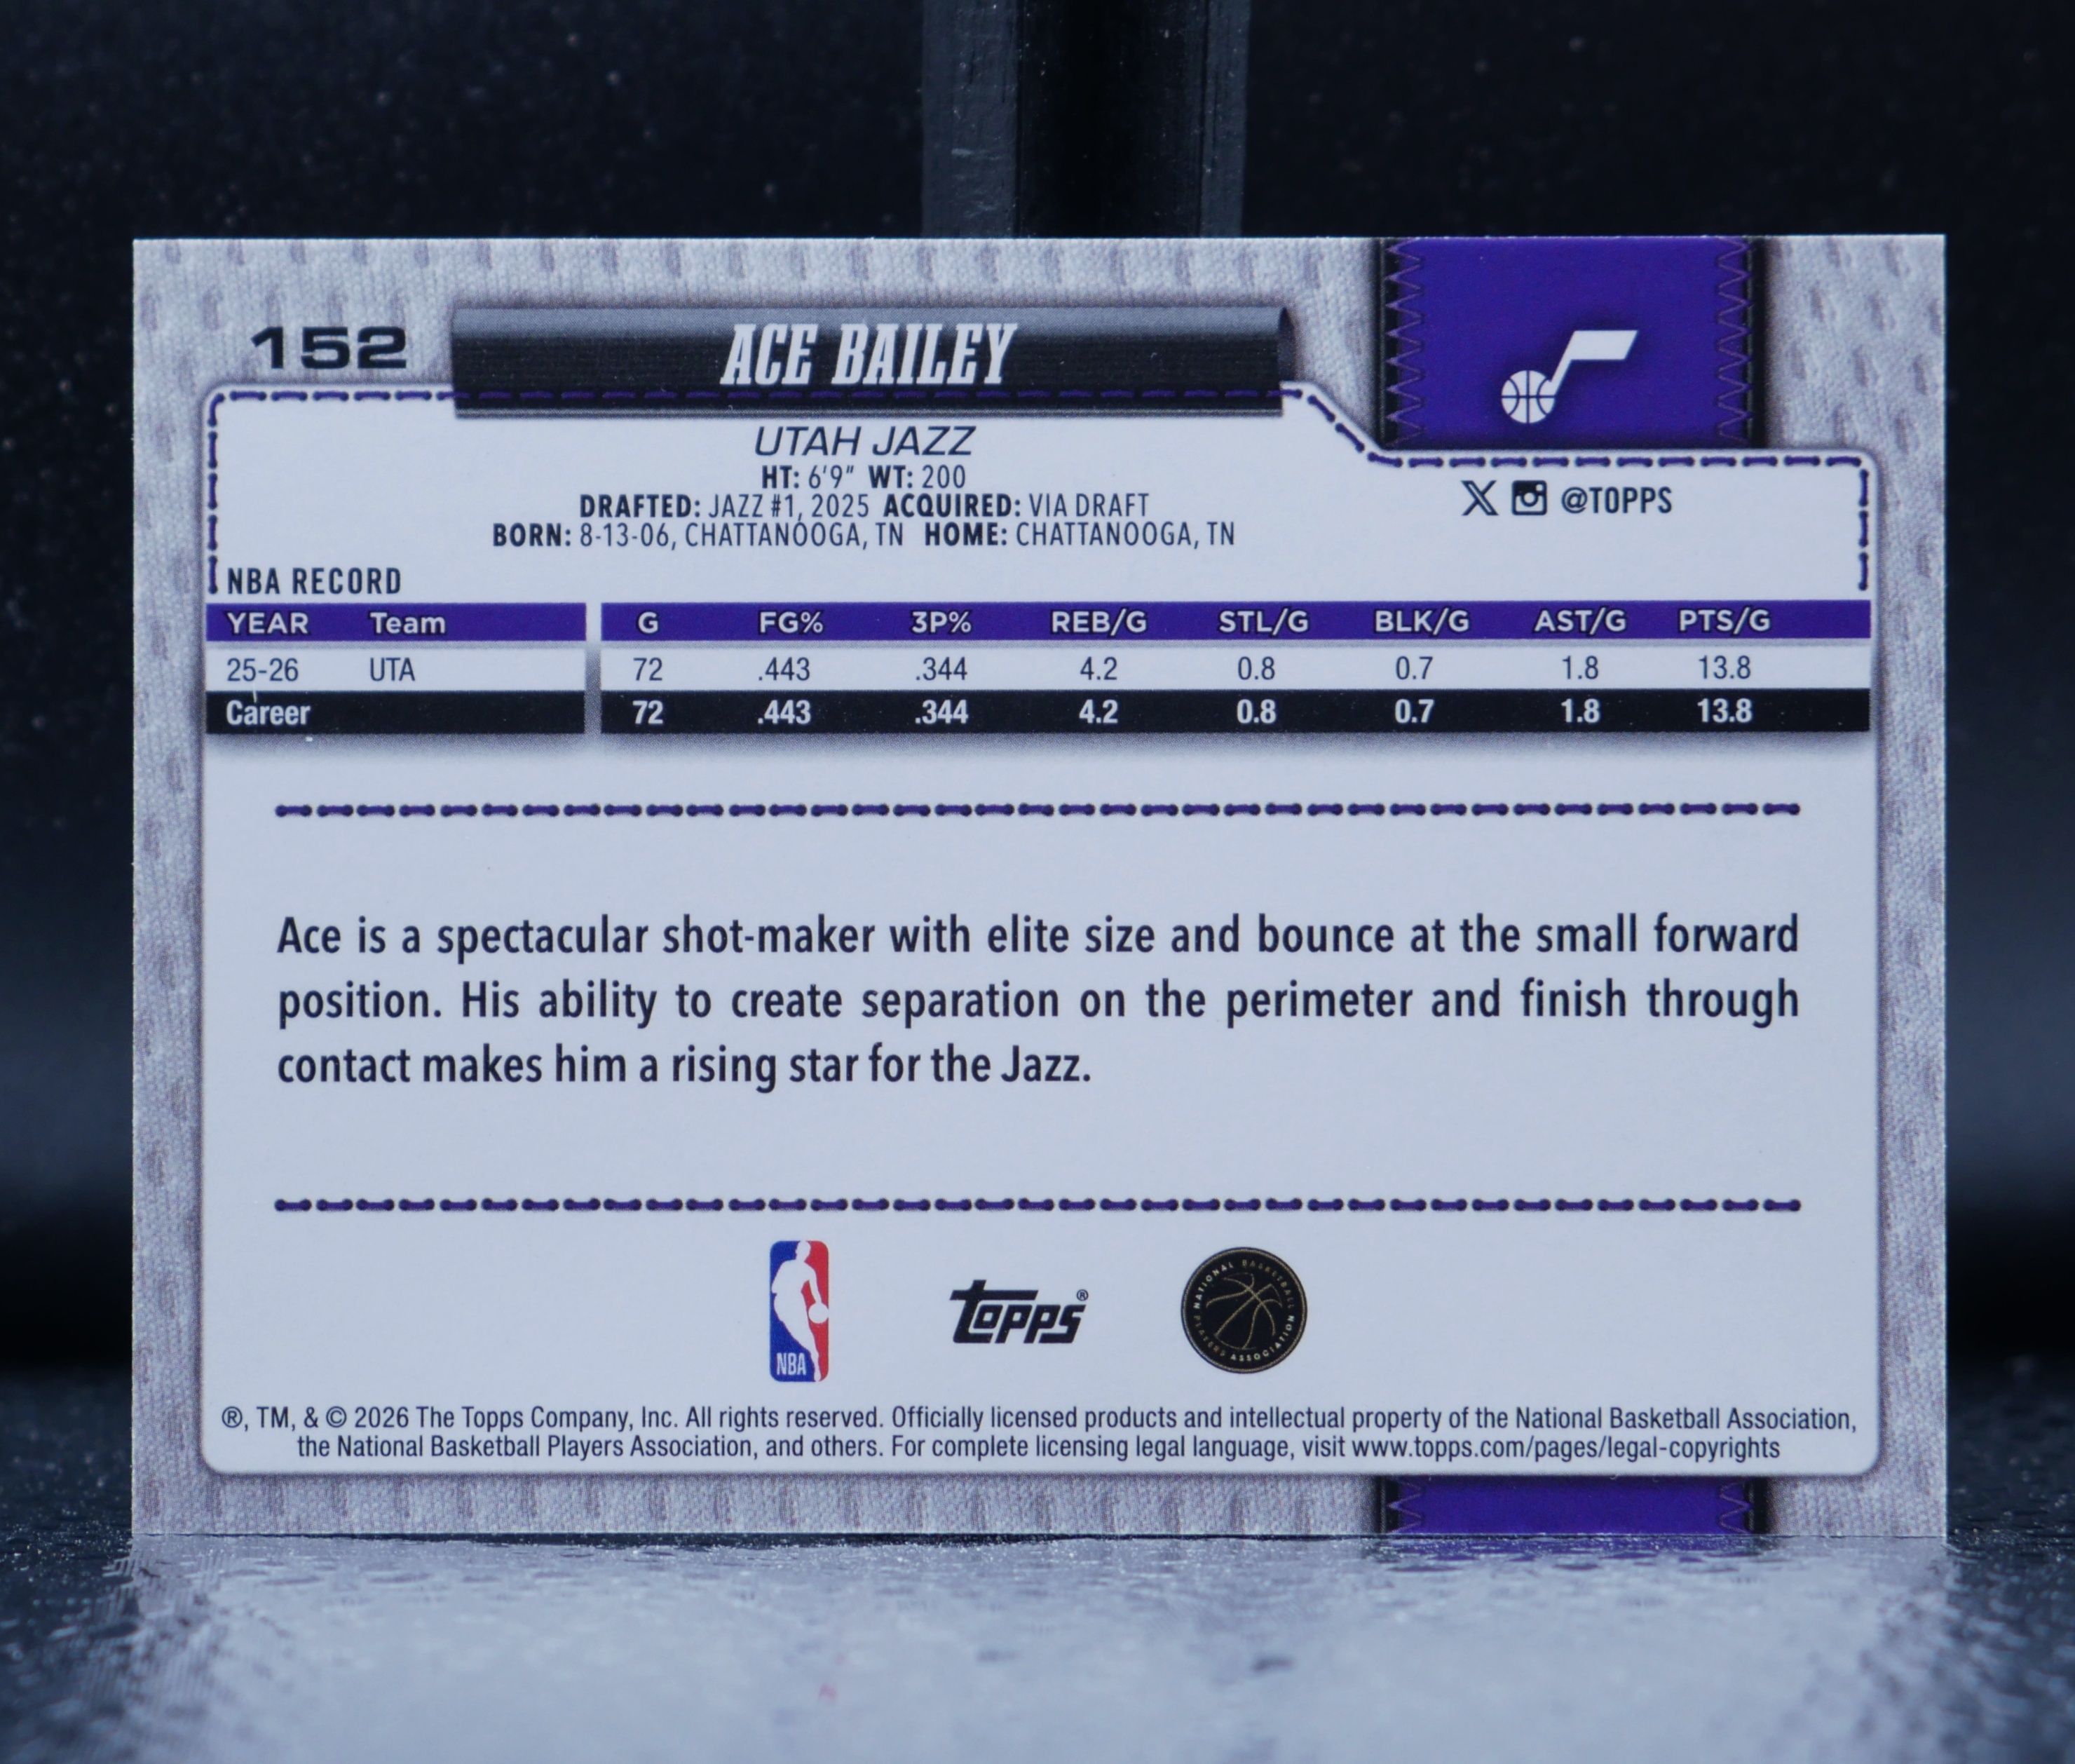 152
ACE BAILEY
UTAH JAZZ
HT: 6'9" WT: 200
DRAFTED: JAZZ #1, 2025 ACQUIRED: VIA DRAFT
BORN: 8-13-06, CHATTANOOGA, TN HOME: CHATTANOOGA, TN
@TOPPS
NBA RECORD
YEAR Team G FG% 3P% REB/G STL/G BLK/G AST/G PTS/G
25-26 UTA 72 .443 .344 4.2 0.8 0.7 1.8 13.8
Career 72 .443 .344 4.2 0.8 0.7 1.8 13.8
Ace is a spectacular shot-maker with elite size and bounce at the small forward
position. His ability to create separation on the perimeter and finish through
contact makes him a rising star for the Jazz.
NBA
topps®
NATIONAL BASKETBALL PLAYERS ASSOCIATION
®, TM, & © 2026 The Topps Company, Inc. All rights reserved. Officially licensed products and intellectual property of the National Basketball Association,
the National Basketball Players Association, and others. For complete licensing legal language, visit www.topps.com/pages/legal-copyrights